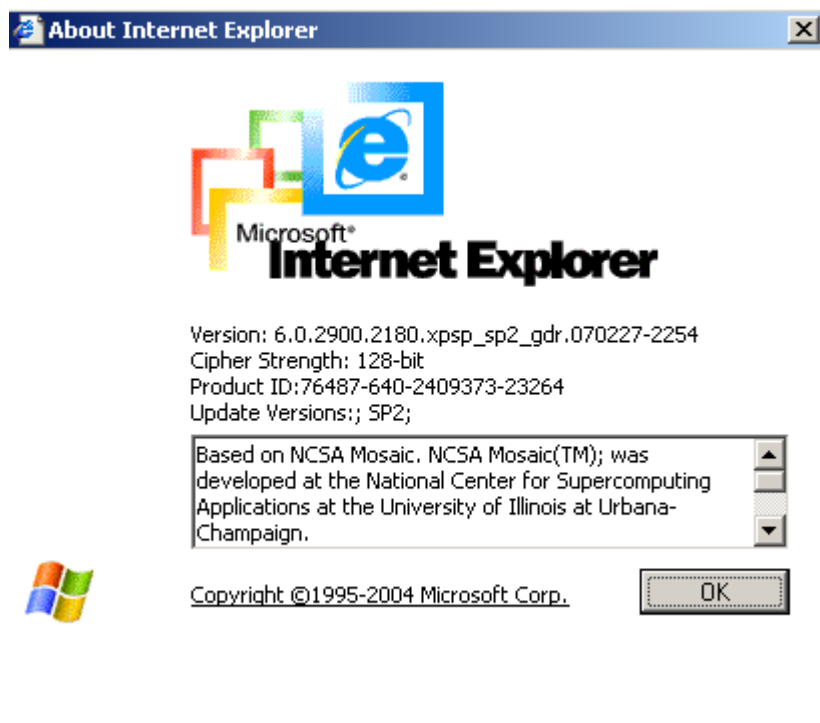 About Internet Explorer
Microsoft®
Internet Explorer
Version: 6.0.2900.2180.xpsp_sp2_gdr.070227-2254
Cipher Strength: 128-bit
Product ID:76487-640-2409373-23264
Update Versions:; SP2;
Based on NCSA Mosaic. NCSA Mosaic(TM); was
developed at the National Center for Supercomputing
Applications at the University of Illinois at Urbana-
Champaign.
Copyright ©1995-2004 Microsoft Corp.
OK